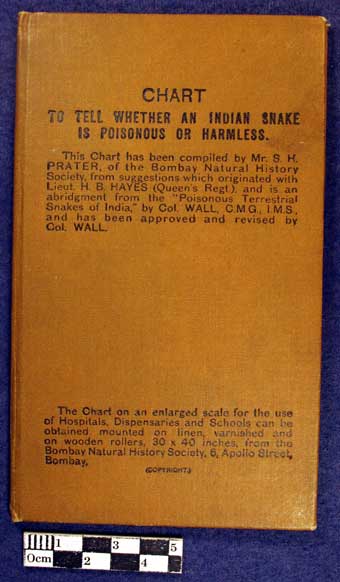 CHART
TO TELL WHETHER AN INDIAN SNAKE
IS POISONOUS OR HARMLESS.
This Chart has been compiled by Mr. S. H.
PRATER, of the Bombay Natural History
Society, from suggestions which originated with
Lieut. H. B. HAYES (Queen's Regt.), and is an
abridgment from the "Poisonous Terrestrial
Snakes of India," by Col. WALL, C.M.G., I.M.S.,
and has been approved and revised by
Col. WALL.
The Chart on an enlarged scale for the use
of Hospitals, Dispensaries and Schools can be
obtained mounted on linen, varnished and
on wooden rollers, 30 x 40 inches, from the
Bombay Natural History Society, 6, Apollo Street,
Bombay,
(COPYRIGHT.)
1 3 5
0cm 2 4